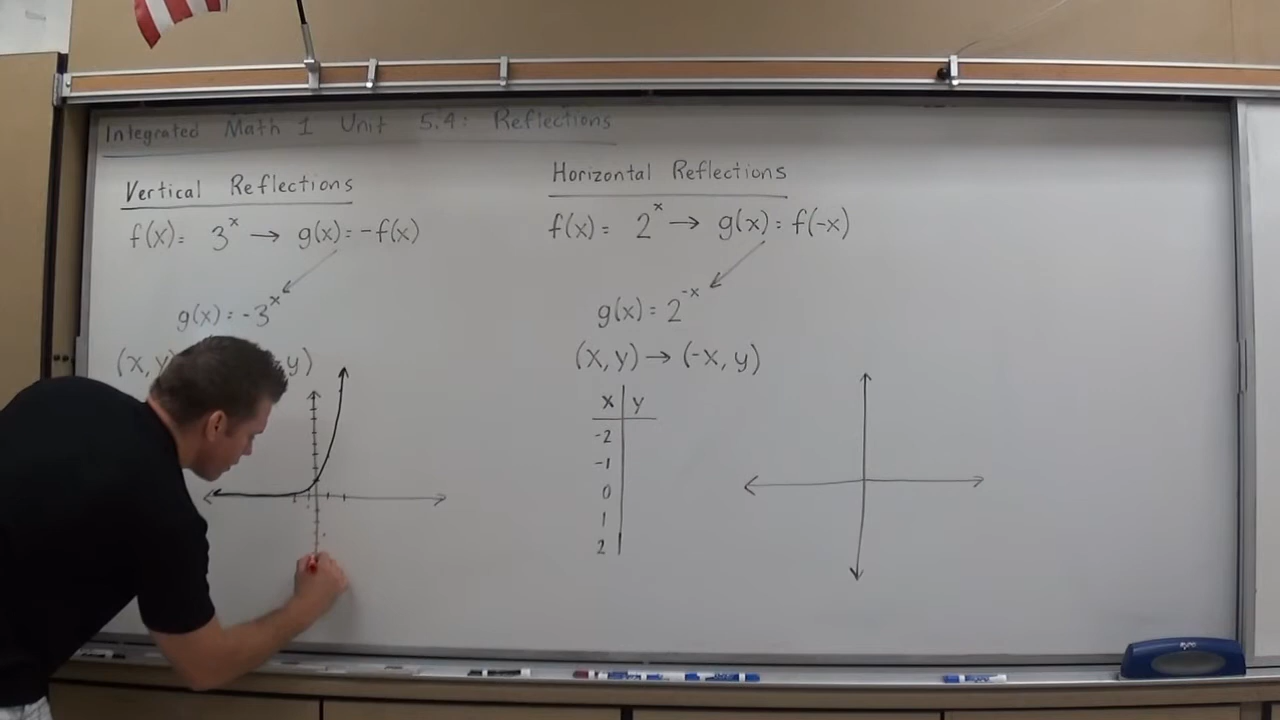 Integrated Math 1 Unit 5.4: Reflections
Vertical Reflections
f(x)= 3^x → g(x)=-f(x)
g(x)=-3^x
(x,y) y)
Horizontal Reflections
f(x)= 2^x → g(x)=f(-x)
g(x)=2^-x
(x,y)→(-x,y)
x y
-2
-1
0
1
2